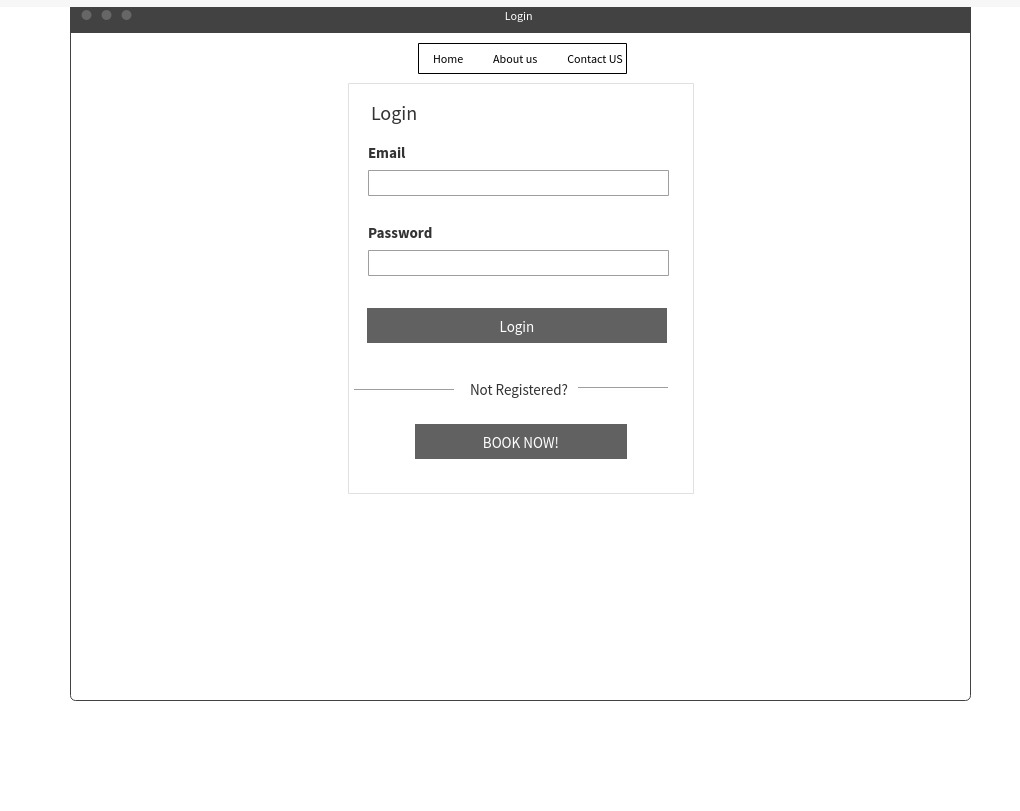 Login
Home About us Contact US
Login
Email
Password
Login
Not Registered?
BOOK NOW!